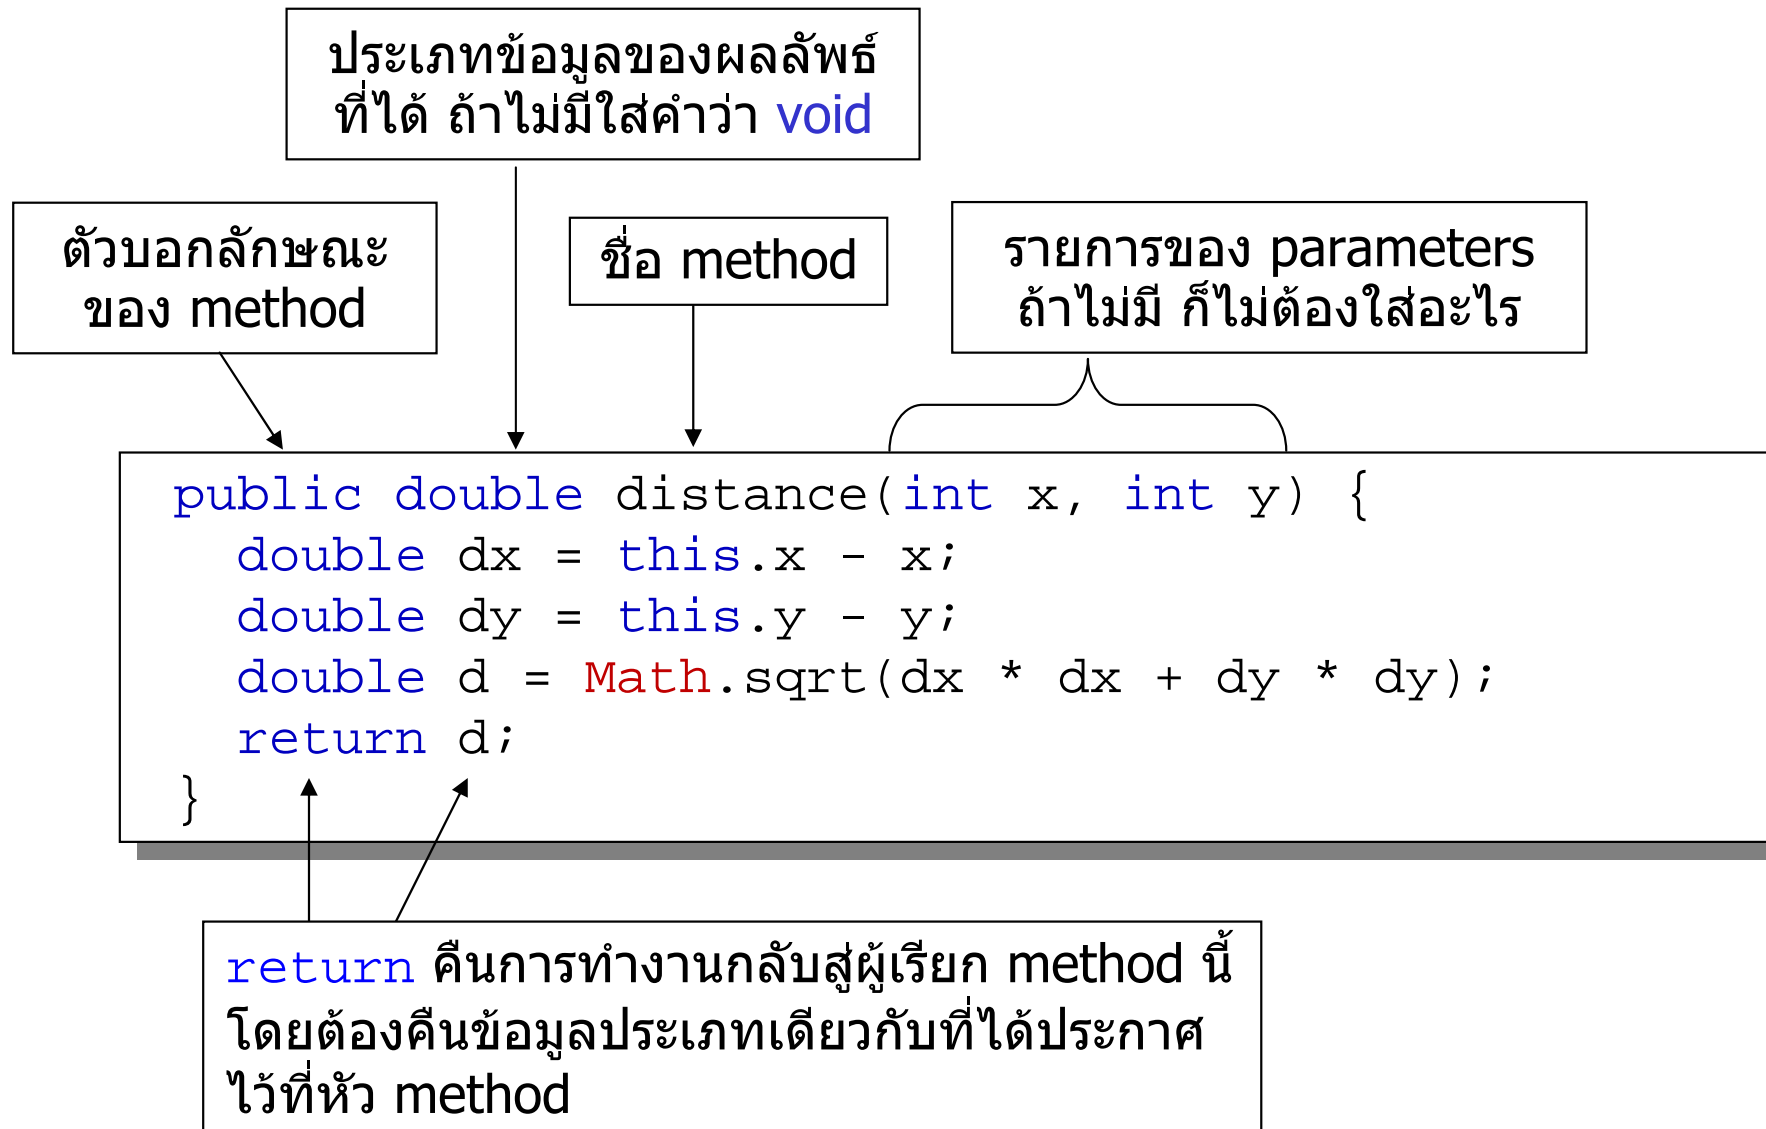 ประเภทข้อมูลของผลลัพธ์
ที่ได้ ถ้าไม่มีใส่คำว่า void
ตัวบอกลักษณะ
ของ method
ชื่อ method
รายการของ parameters
ถ้าไม่มี ก็ไม่ต้องใส่อะไร
public double distance(int x, int y) {
double dx = this.x - x;
double dy = this.y - y;
double d = Math.sqrt(dx * dx + dy * dy);
return d;
}
return คืนการทำงานกลับสู่ผู้เรียก method นี้
โดยต้องคืนข้อมูลประเภทเดียวกับที่ได้ประกาศ
ไว้ที่หัว method